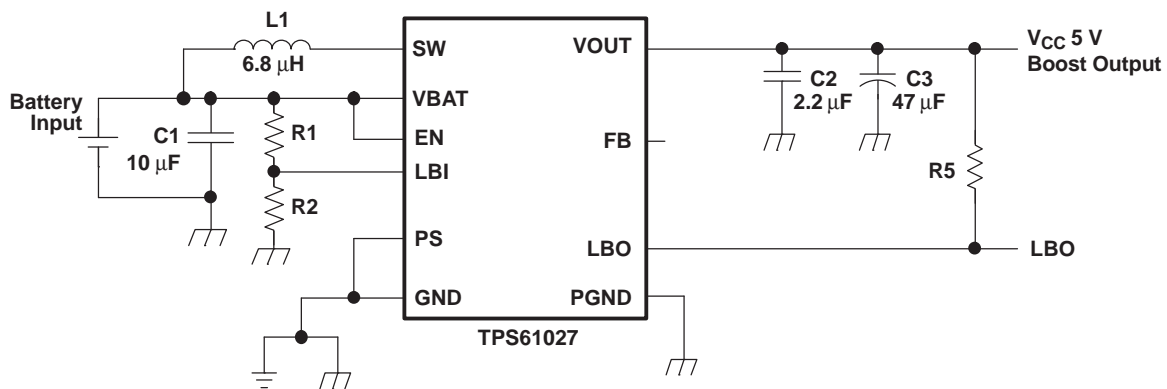 L1
6.8 μH
SW
VOUT
VCC 5 V
Boost Output
Battery
Input
VBAT
C1
10 μF
R1
EN
C2
2.2 μF
C3
47 μF
FB
LBI
R5
R2
PS
LBO
LBO
GND
PGND
TPS61027